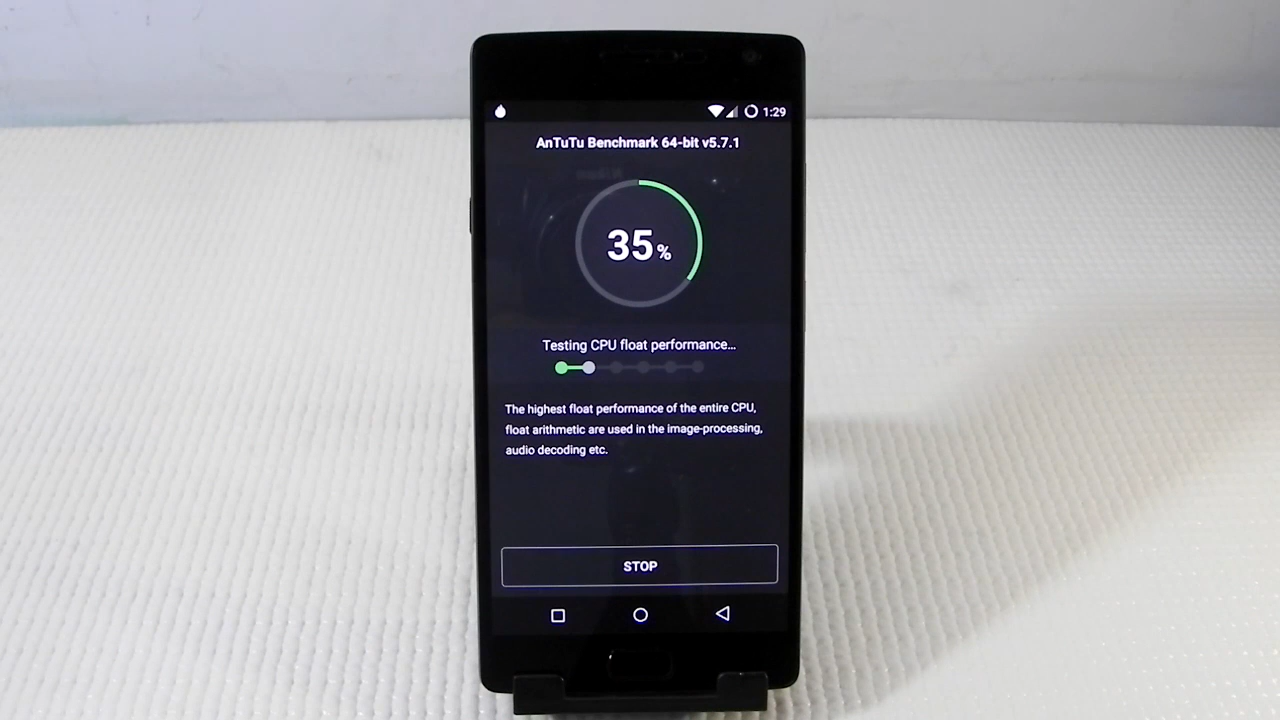 1:29
AnTuTu Benchmark 64-bit v5.7.1
35%
Testing CPU float performance...
The highest float performance of the entire CPU,
float arithmetic are used in the image-processing,
audio decoding etc.
STOP